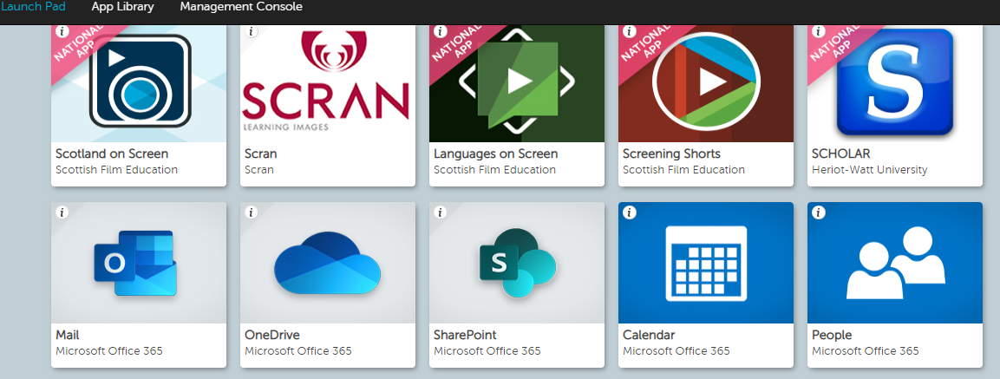 Launch Pad App Library Management Console
i NATIONAL APP
i
i NATIONAL APP
i NATIONAL APP
i NATIONAL APP
SCRAN
LEARNING IMAGES
S
Scotland on Screen
Scottish Film Education
Scran
Scran
Languages on Screen
Scottish Film Education
Screening Shorts
Scottish Film Education
SCHOLAR
Heriot-Watt University
i
i
i
i
i
O
S
Mail
Microsoft Office 365
OneDrive
Microsoft Office 365
SharePoint
Microsoft Office 365
Calendar
Microsoft Office 365
People
Microsoft Office 365